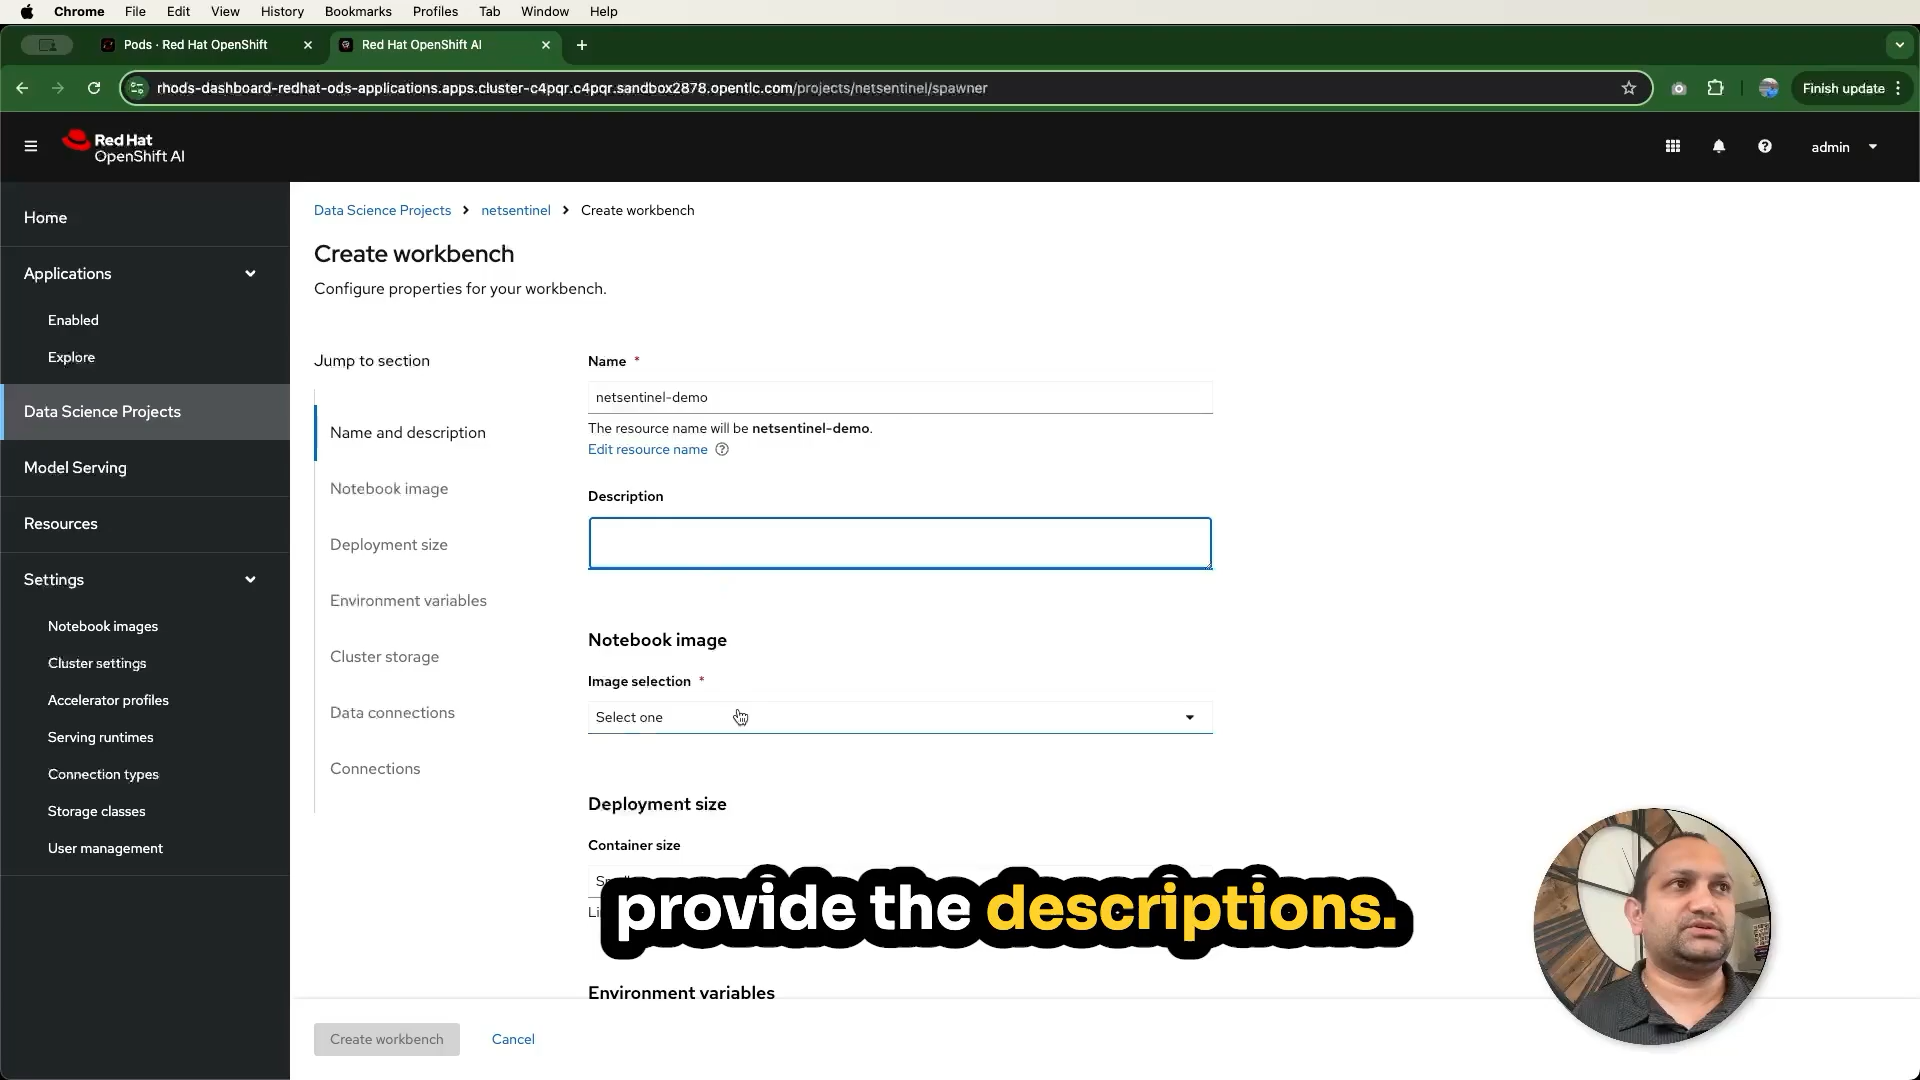 Chrome File Edit View History Bookmarks Profiles Tab Window Help
Pods · Red Hat OpenShift
Red Hat OpenShift AI
rhods-dashboard-redhat-ods-applications.apps.cluster-c4pqr.c4pqr.sandbox2878.opentlc.com/projects/netsentinel/spawner
Finish update
Red Hat
OpenShift AI
admin
Home
Applications
Enabled
Explore
Data Science Projects
Model Serving
Resources
Settings
Notebook images
Cluster settings
Accelerator profiles
Serving runtimes
Connection types
Storage classes
User management
Data Science Projects > netsentinel > Create workbench
Create workbench
Configure properties for your workbench.
Jump to section
Name and description
Notebook image
Deployment size
Environment variables
Cluster storage
Data connections
Connections
Name *
netsentinel-demo
The resource name will be netsentinel-demo.
Edit resource name
Description
Notebook image
Image selection *
Select one
Deployment size
Container size
provide the descriptions.
Environment variables
Create workbench
Cancel